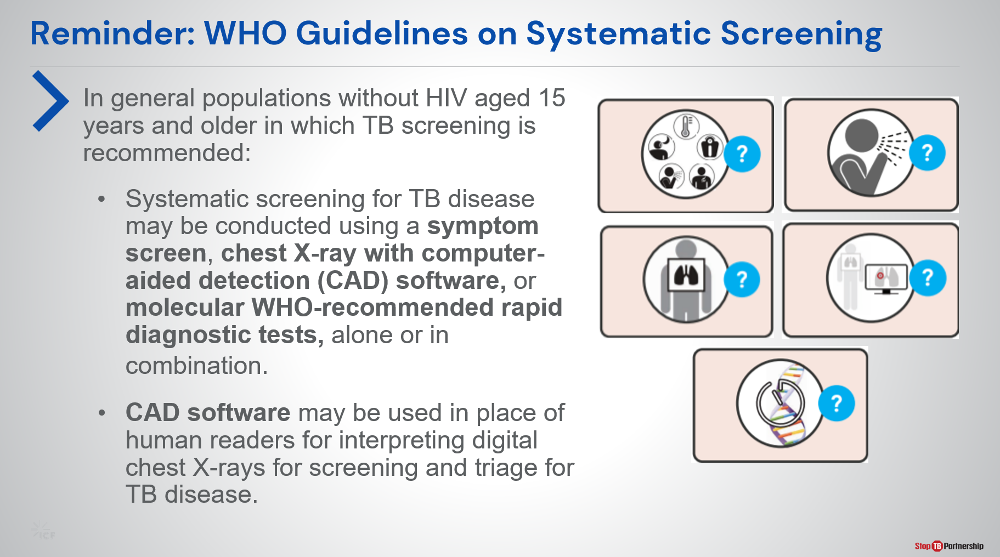 Reminder: WHO Guidelines on Systematic Screening
In general populations without HIV aged 15
years and older in which TB screening is
recommended:
• Systematic screening for TB disease
may be conducted using a symptom
screen, chest X-ray with computer-
aided detection (CAD) software, or
molecular WHO-recommended rapid
diagnostic tests, alone or in
combination.
• CAD software may be used in place of
human readers for interpreting digital
chest X-rays for screening and triage for
TB disease.
?
?
?
?
?
ICF
Stop TB Partnership